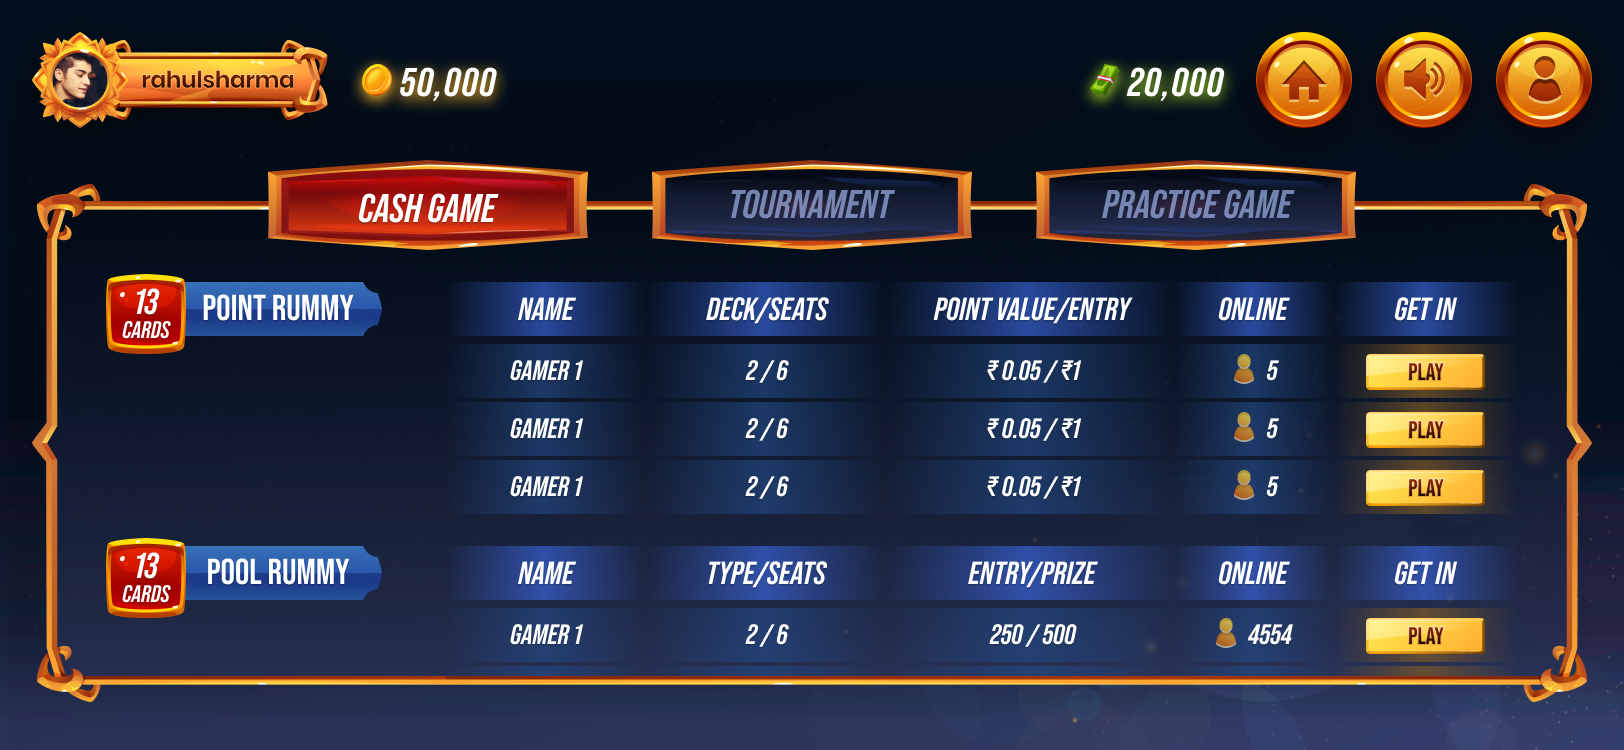 rahulsharma
50,000
20,000
CASH GAME
TOURNAMENT
PRACTICE GAME
13
CARDS
POINT RUMMY
NAME DECK/SEATS POINT VALUE/ENTRY ONLINE GET IN
GAMER 1 2 / 6 ₹ 0.05 / ₹1 5 PLAY
GAMER 1 2 / 6 ₹ 0.05 / ₹1 5 PLAY
GAMER 1 2 / 6 ₹ 0.05 / ₹1 5 PLAY
13
CARDS
POOL RUMMY
NAME TYPE/SEATS ENTRY/PRIZE ONLINE GET IN
GAMER 1 2 / 6 250 / 500 4554 PLAY